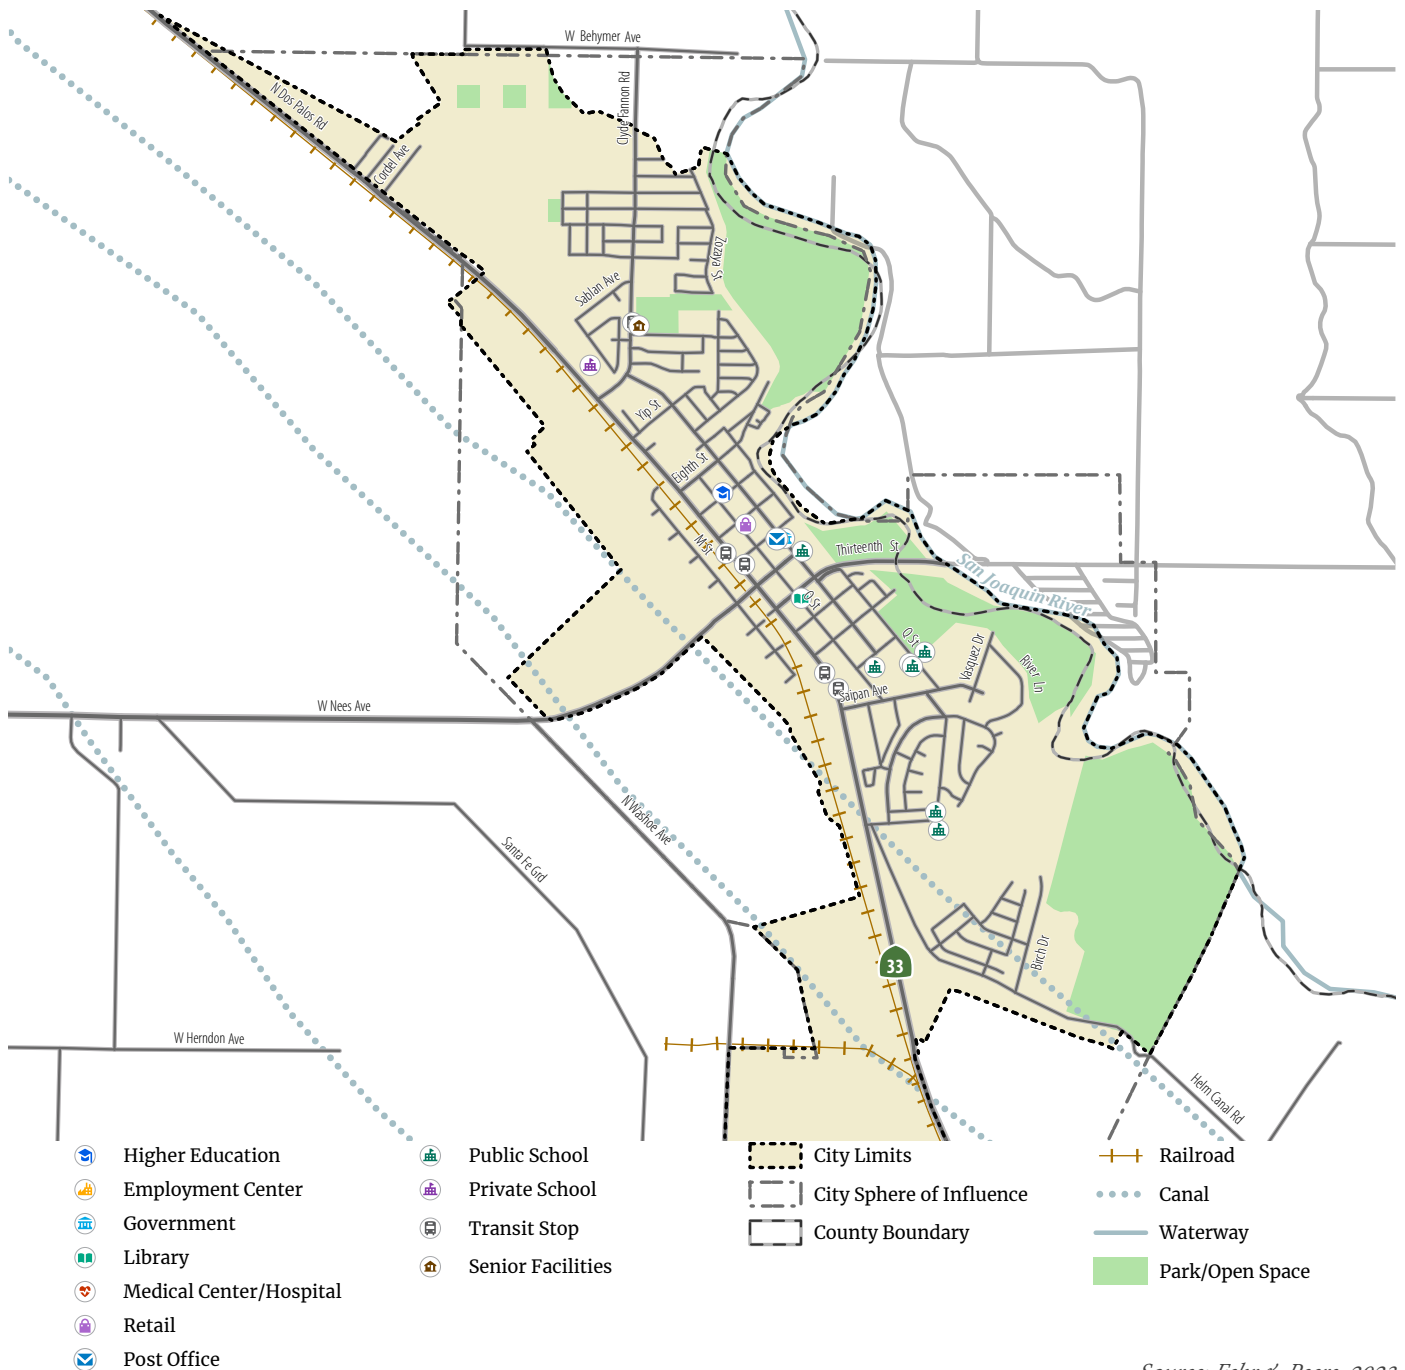 W Behymer Ave
N Dos Palos Rd
Clyde Fannon Rd
Cordel Ave
Zozaya St
Sablan Ave
Yip St
Eighth St
M St
Thirteenth St
San Joaquin River
Q St
Q St
Vasquez Dr
River Ln
Saipan Ave
W Nees Ave
N Washoe Ave
Santa Fe Grd
Birch Dr
33
W Herndon Ave
Helm Canal Rd
Higher Education
Employment Center
Government
Library
Medical Center/Hospital
Retail
Post Office
Public School
Private School
Transit Stop
Senior Facilities
City Limits
City Sphere of Influence
County Boundary
Railroad
Canal
Waterway
Park/Open Space